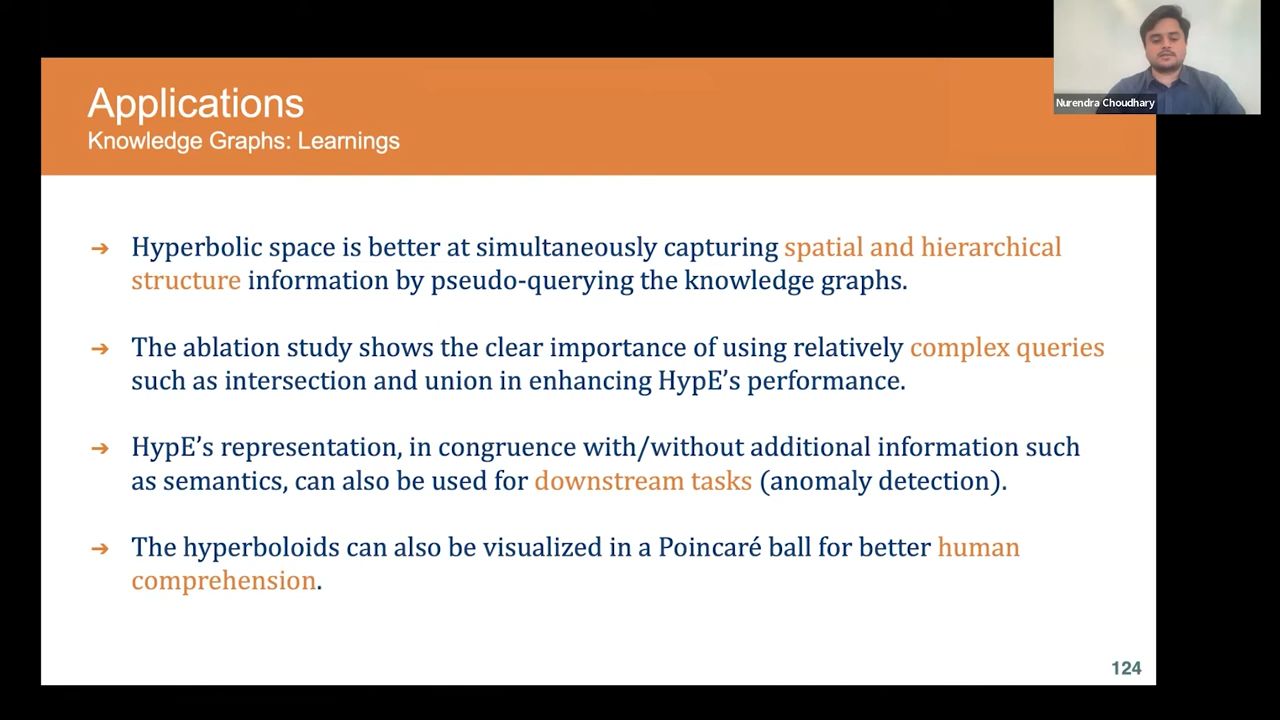 Nurendra Choudhary
Applications
Knowledge Graphs: Learnings
➔ Hyperbolic space is better at simultaneously capturing spatial and hierarchical
structure information by pseudo-querying the knowledge graphs.
➔ The ablation study shows the clear importance of using relatively complex queries
such as intersection and union in enhancing HypE’s performance.
➔ HypE’s representation, in congruence with/without additional information such
as semantics, can also be used for downstream tasks (anomaly detection).
➔ The hyperboloids can also be visualized in a Poincaré ball for better human
comprehension.
124